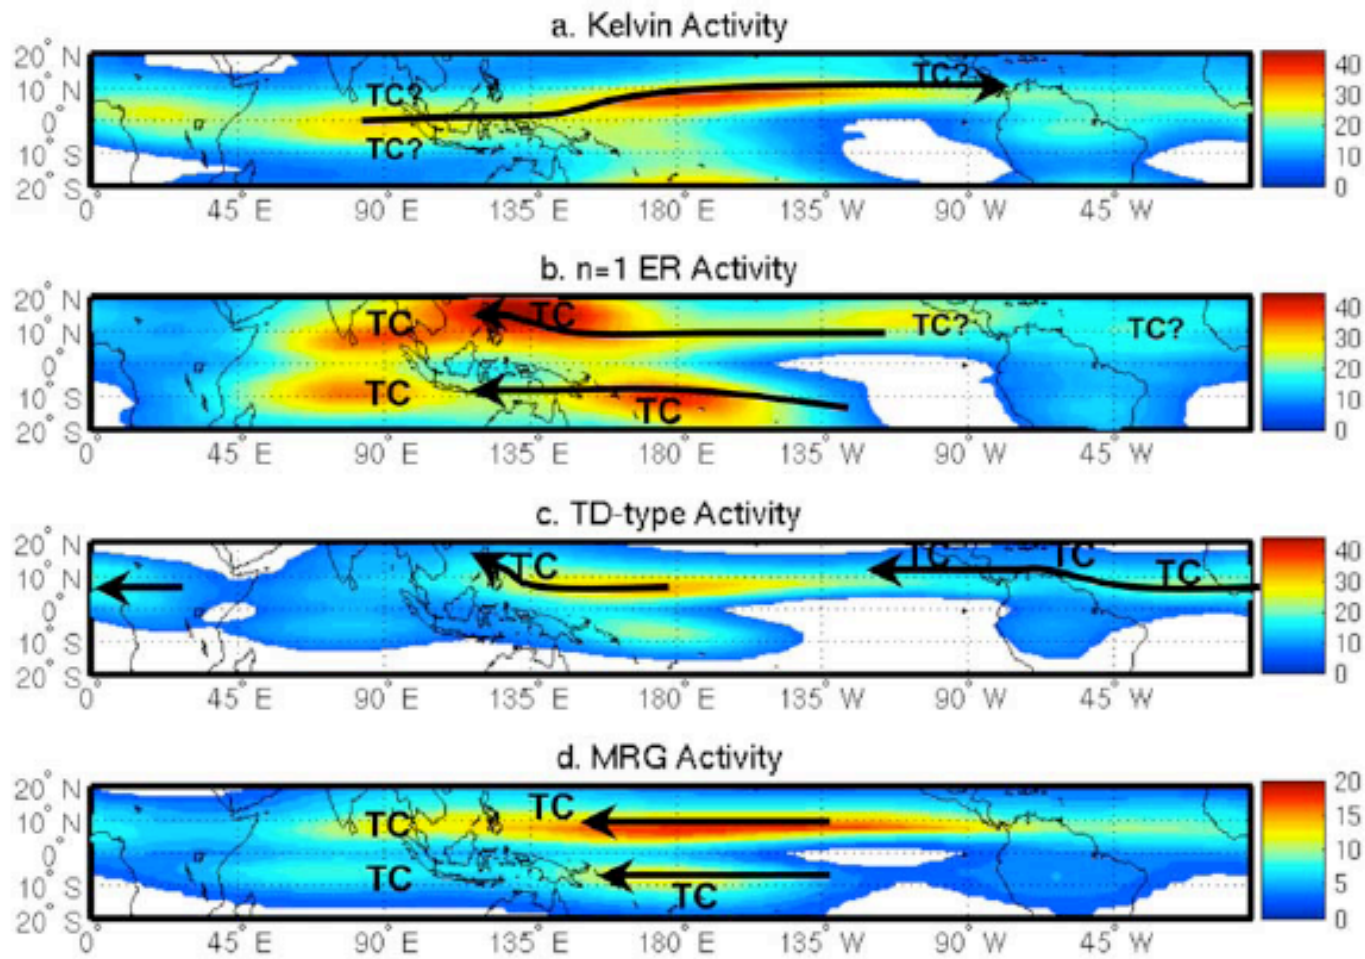 a. Kelvin Activity
20° N
10° N
0°
10° S
20° S
TC?
TC?
TC?
40
30
20
10
0
0° 45° E 90° E 135° E 180° E 135° W 90° W 45° W
b. n=1 ER Activity
20° N
10° N
0°
10° S
20° S
TC TC TC? TC?
TC TC
40
30
20
10
0
0° 45° E 90° E 135° E 180° E 135° W 90° W 45° W
c. TD-type Activity
20° N
10° N
0°
10° S
20° S
TC TC TC TC
40
30
20
10
0
0° 45° E 90° E 135° E 180° E 135° W 90° W 45° W
d. MRG Activity
20° N
10° N
0°
10° S
20° S
TC TC
TC TC
20
15
10
5
0
0° 45° E 90° E 135° E 180° E 135° W 90° W 45° W